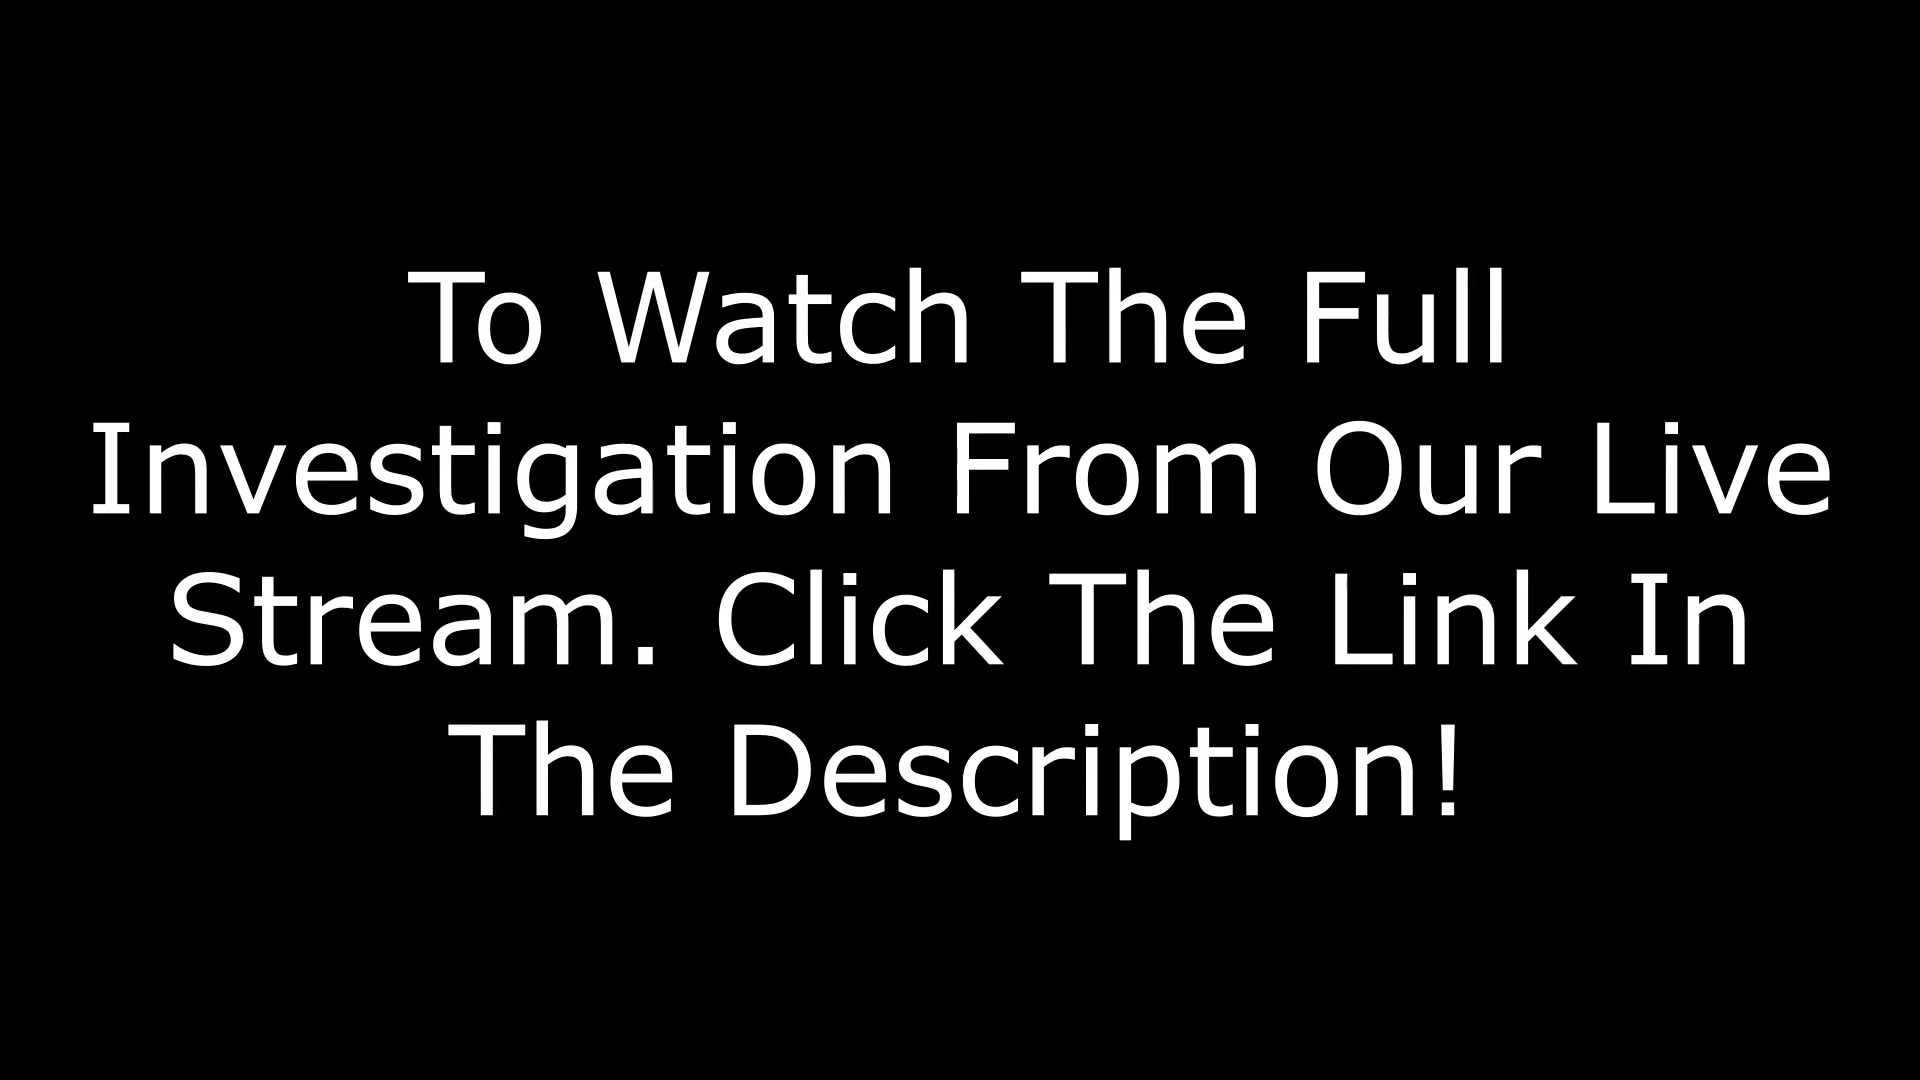 To Watch The Full
Investigation From Our Live
Stream. Click The Link In
The Description!